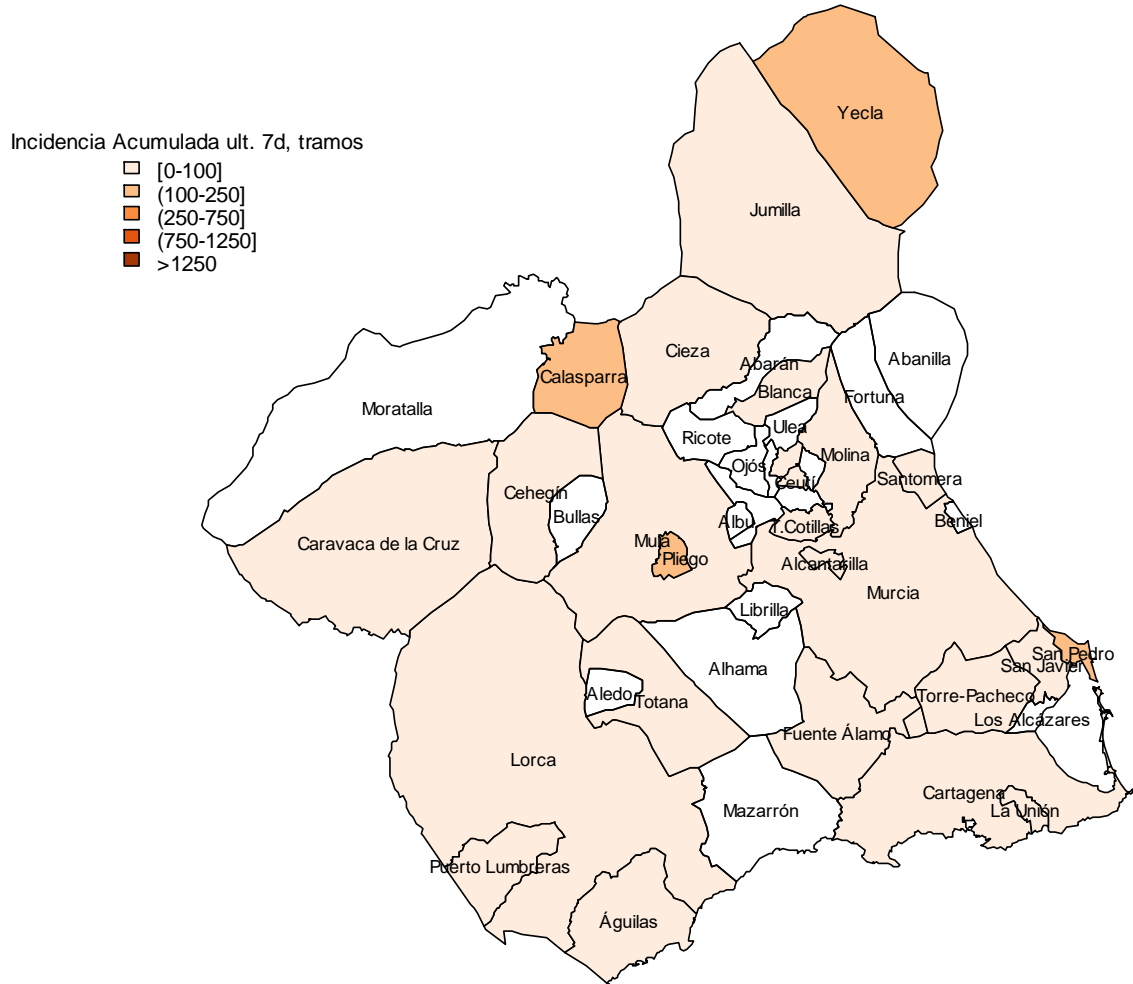 Incidencia Acumulada ult. 7d, tramos
[0-100]
(100-250]
(250-750]
(750-1250]
>1250
Yecla
Jumilla
Cieza
Abarán
Abanilla
Calasparra
Blanca
Fortuna
Moratalla
Ulea
Ricote
Molina
Ojós
Ceutí
Santomera
Cehegín
Bullas
Albu
T.Cotillas
Beniel
Caravaca de la Cruz
Mula
Pliego
Alcantarilla
Murcia
Librilla
San Pedro
San Javier
Alhama
Aledo
Totana
Torre-Pacheco
Los Alcázares
Fuente Álamo
Lorca
Cartagena
La Unión
Mazarrón
Puerto Lumbreras
Águilas